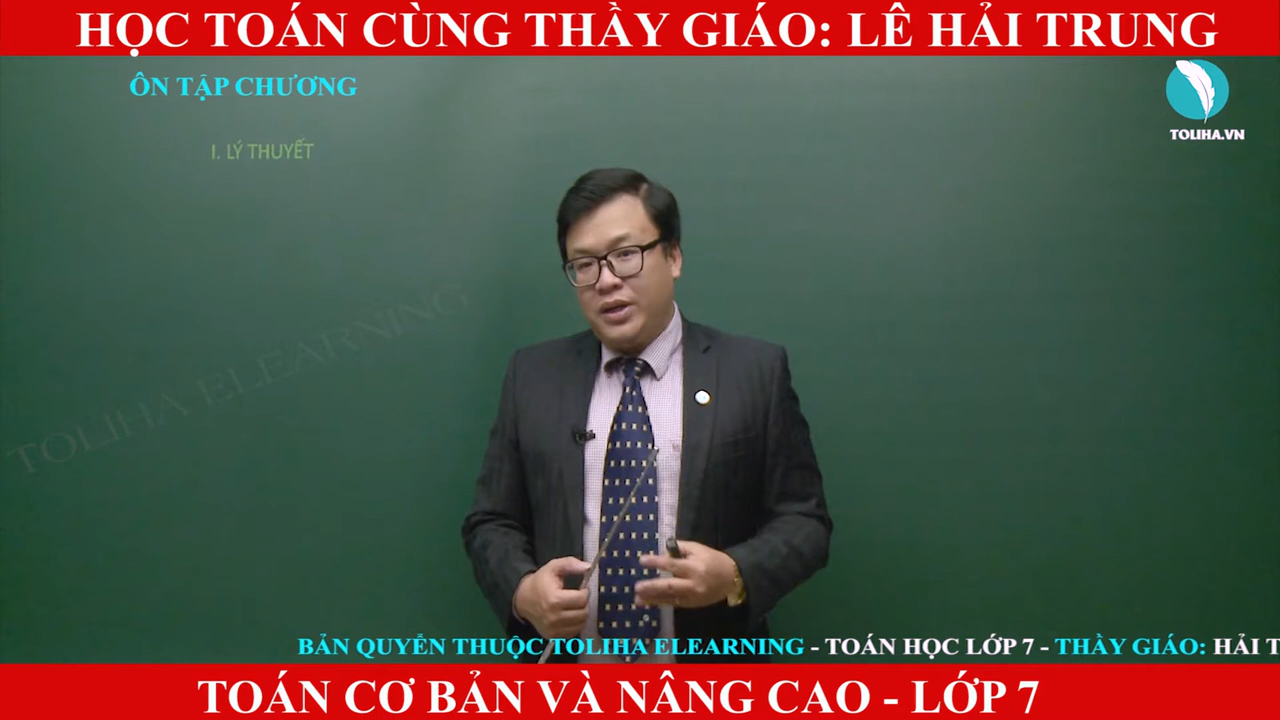 HỌC TOÁN CÙNG THẦY GIÁO: LÊ HẢI TRUNG
ÔN TẬP CHƯƠNG
I. LÝ THUYẾT
TOLIHA.VN
TOLIHA ELEARNING
BẢN QUYỀN THUỘC TOLIHA ELEARNING - TOÁN HỌC LỚP 7 - THẦY GIÁO: HẢI T
TOÁN CƠ BẢN VÀ NÂNG CAO - LỚP 7